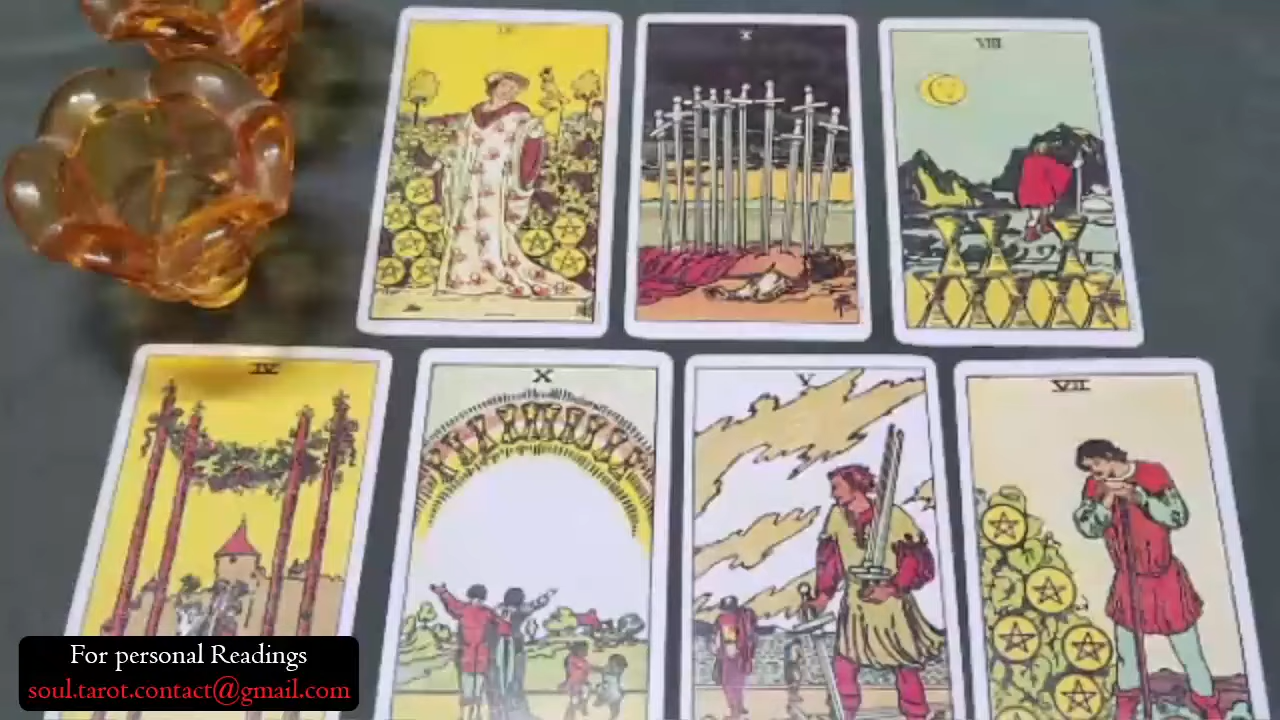 IX
X
VIII
IV
X
V
VII
For personal Readings
soul.tarot.contact@gmail.com